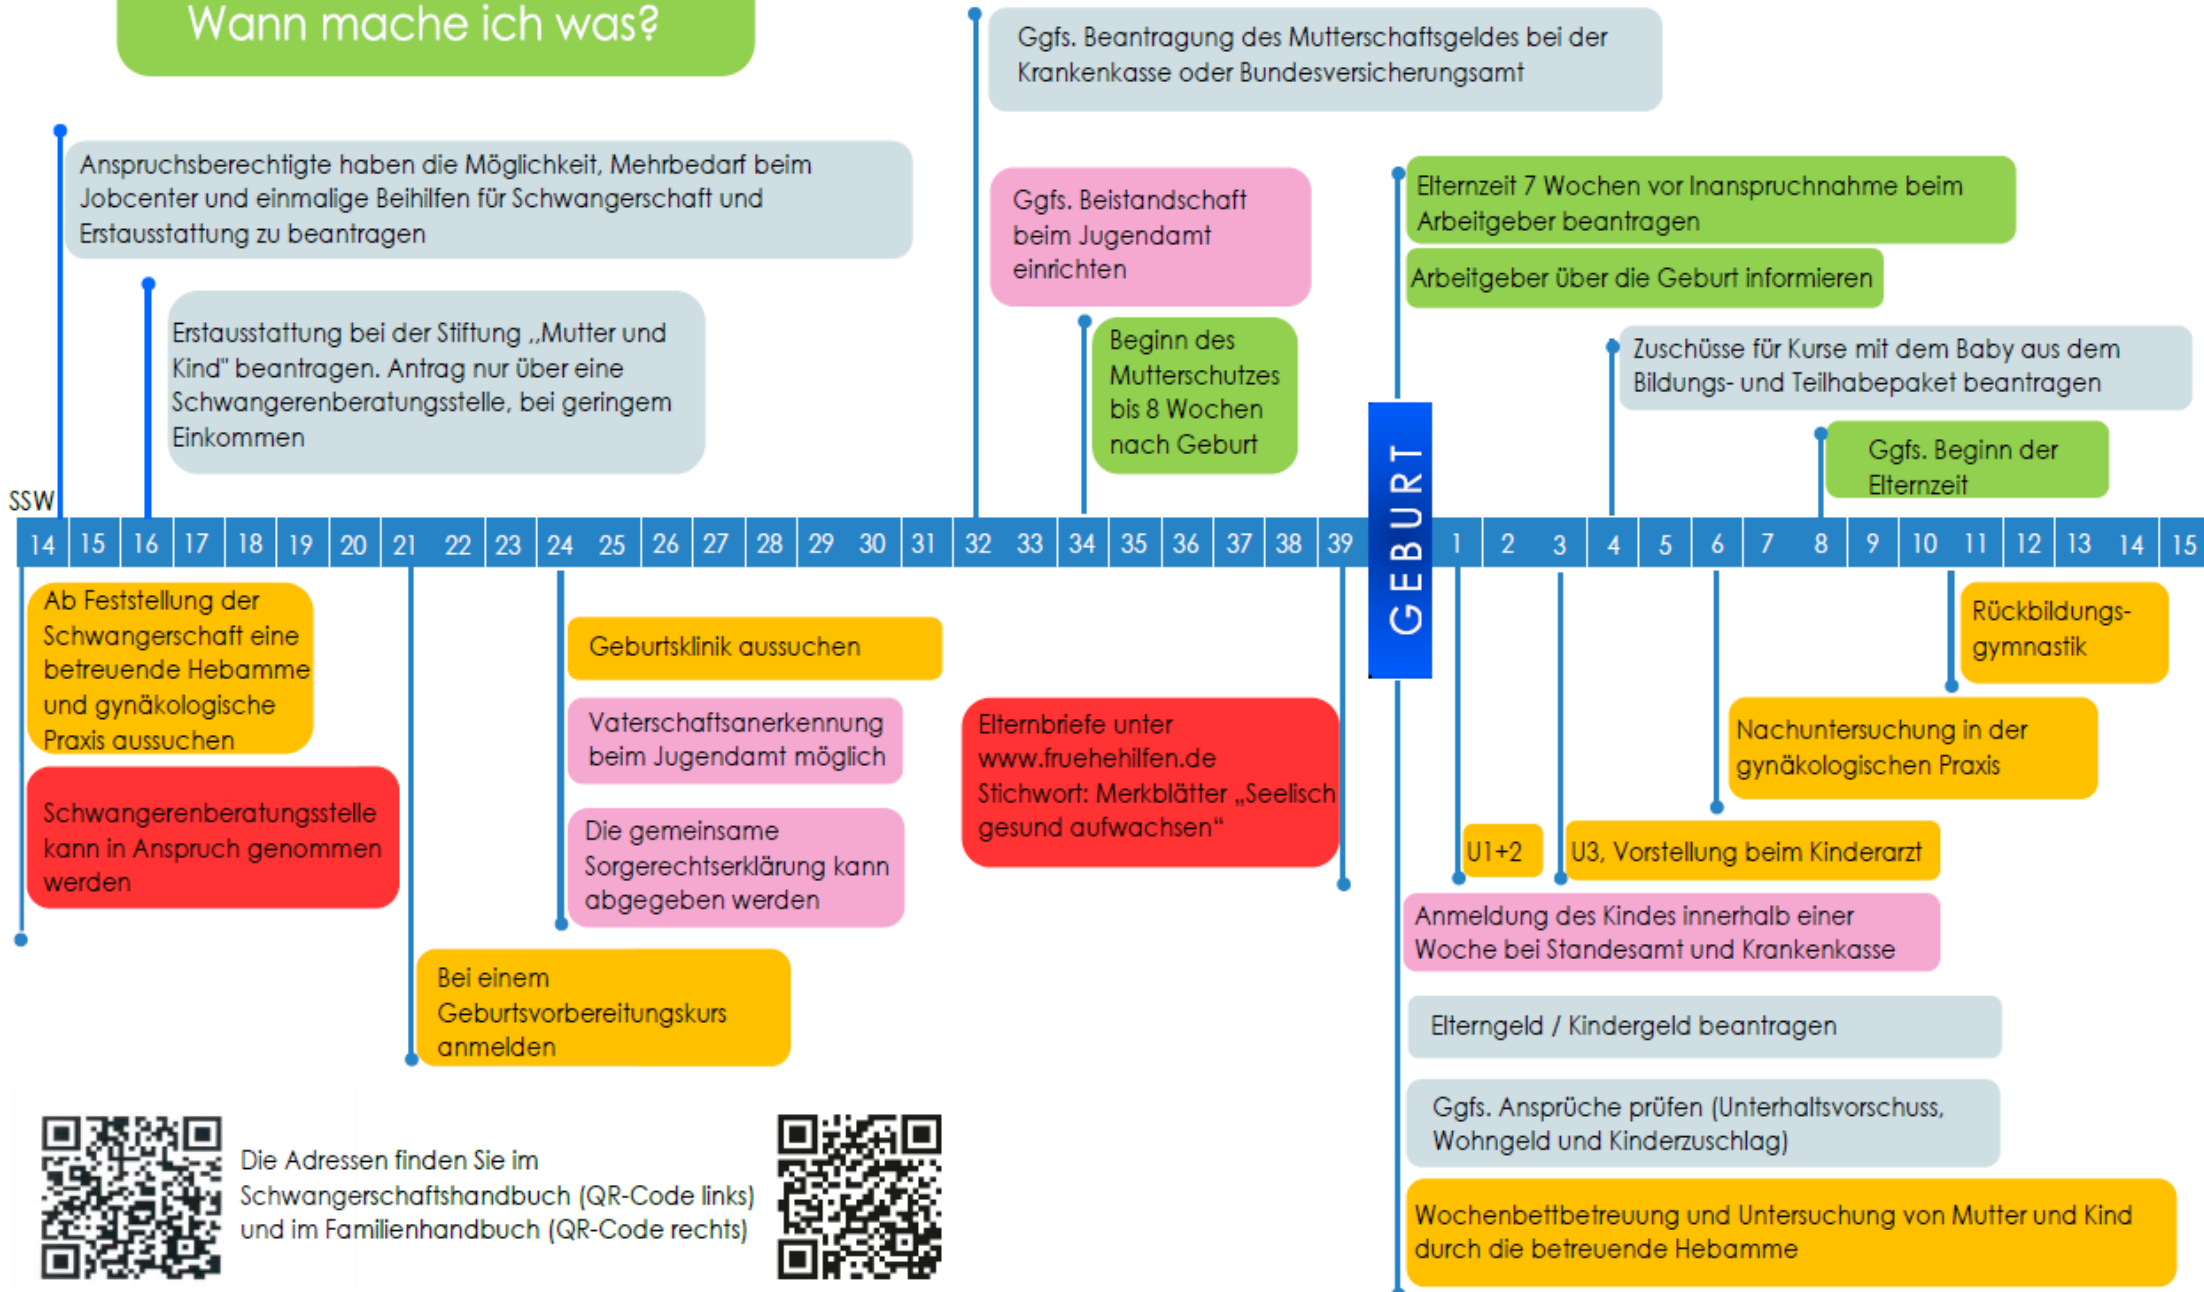 Wann mache ich was?
Ggfs. Beantragung des Mutterschaftsgeldes bei der
Krankenkasse oder Bundesversicherungsamt
Anspruchsberechtigte haben die Möglichkeit, Mehrbedarf beim
Jobcenter und einmalige Beihilfen für Schwangerschaft und
Erstausstattung zu beantragen
Ggfs. Beistandschaft
beim Jugendamt
einrichten
Elternzeit 7 Wochen vor Inanspruchnahme beim
Arbeitgeber beantragen
Arbeitgeber über die Geburt informieren
Erstausstattung bei der Stiftung ,,Mutter und
Kind" beantragen. Antrag nur über eine
Schwangerenberatungsstelle, bei geringem
Einkommen
Beginn des
Mutterschutzes
bis 8 Wochen
nach Geburt
Zuschüsse für Kurse mit dem Baby aus dem
Bildungs- und Teilhabepaket beantragen
Ggfs. Beginn der
Elternzeit
SSW
14 15 16 17 18 19 20 21 22 23 24 25 26 27 28 29 30 31 32 33 34 35 36 37 38 39 GEBURT 1 2 3 4 5 6 7 8 9 10 11 12 13 14 15
Ab Feststellung der
Schwangerschaft eine
betreuende Hebamme
und gynäkologische
Praxis aussuchen
Schwangerenberatungsstelle
kann in Anspruch genommen
werden
Bei einem
Geburtsvorbereitungskurs
anmelden
Geburtsklinik aussuchen
Vaterschaftsanerkennung
beim Jugendamt möglich
Die gemeinsame
Sorgerechtserklärung kann
abgegeben werden
Elternbriefe unter
www.fruehehilfen.de
Stichwort: Merkblätter „Seelisch
gesund aufwachsen“
Rückbildungs-
gymnastik
Nachuntersuchung in der
gynäkologischen Praxis
U1+2
U3, Vorstellung beim Kinderarzt
Anmeldung des Kindes innerhalb einer
Woche bei Standesamt und Krankenkasse
Elterngeld / Kindergeld beantragen
Ggfs. Ansprüche prüfen (Unterhaltsvorschuss,
Wohngeld und Kinderzuschlag)
Wochenbettbetreuung und Untersuchung von Mutter und Kind
durch die betreuende Hebamme
Die Adressen finden Sie im
Schwangerschaftshandbuch (QR-Code links)
und im Familienhandbuch (QR-Code rechts)